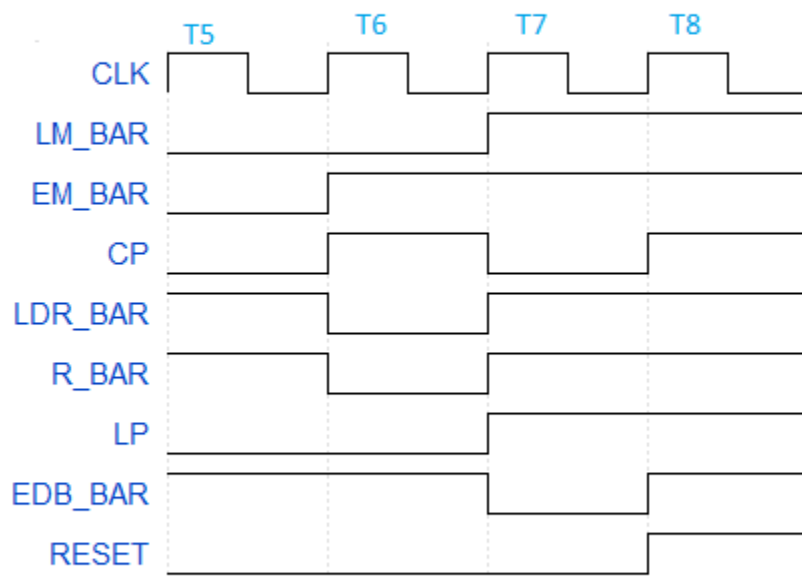 T5 T6 T7 T8
CLK
LM_BAR
EM_BAR
CP
LDR_BAR
R_BAR
LP
EDB_BAR
RESET